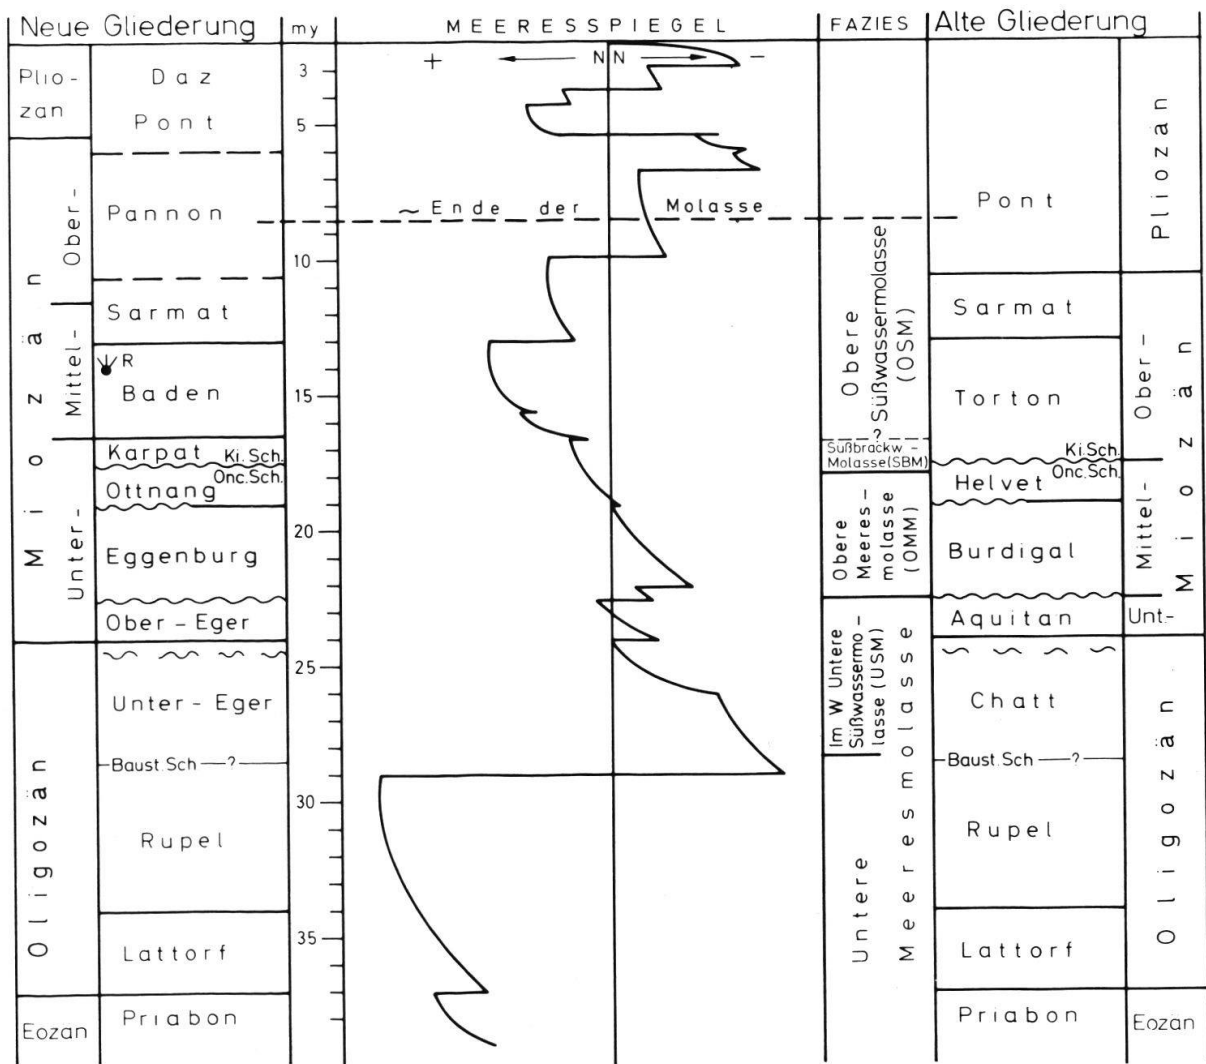 Neue Gliederung
my
MEERESSPIEGEL
FAZIES
Alte Gliederung
Plio-
zan
Daz
Pont
Miozän
Ober-
Pannon
Mittel-
Sarmat
R
Baden
Unter-
Karpat Ki.Sch.
Onc.Sch.
Ottnang
Eggenburg
Ober-Eger
Oligozän
Unter-Eger
Baust.Sch ?
Rupel
Lattorf
Eozän
Priabon
3
5
10
15
20
25
30
35
+ NN -
~ Ende der Molasse
Obere
Süßwassermolasse
(OSM)
?
Sußbrackw-
Molasse(SBM)
Obere
Meeres-
molasse
(OMM)
Im W Untere
Süßwassermo-
lasse (USM)
Untere
Meeresmolasse
Pont
Sarmat
Torton
Ki.Sch.
Onc.Sch.
Helvet
Burdigal
Aquitan
Chatt
Baust.Sch ?
Rupel
Lattorf
Priabon
Pliozan
Ober-
Miozän
Mittel-
Unt-
Oligozän
Eozän